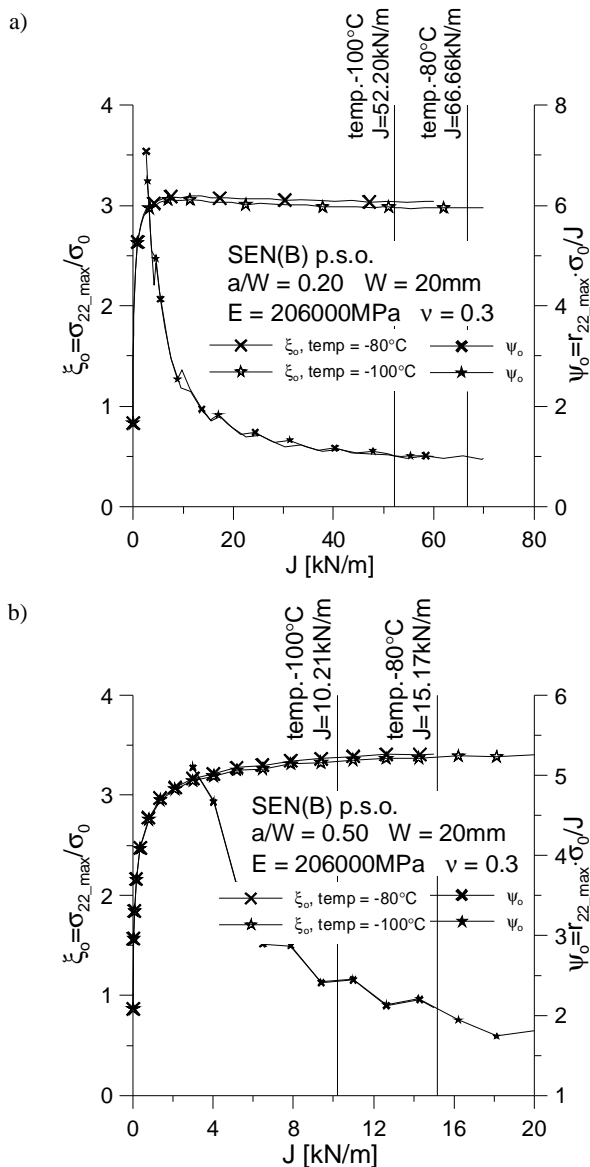 a)
temp.-100°C
J=52.20kN/m
temp.-80°C
J=66.66kN/m
4
3
2
1
0
8
6
4
2
0
ξo=σ22_max/σ0
ψo=r22_max·σ0/J
SEN(B) p.s.o.
a/W = 0.20 W = 20mm
E = 206000MPa ν = 0.3
ξo, temp = -80°C ψo
ξo, temp = -100°C ψo
0 20 40 60 80
J [kN/m]
b)
temp.-100°C
J=10.21kN/m
temp.-80°C
J=15.17kN/m
4
3
2
1
0
6
5
4
3
2
1
ξo=σ22_max/σ0
ψo=r22_max·σ0/J
SEN(B) p.s.o.
a/W = 0.50 W = 20mm
E = 206000MPa ν = 0.3
ξo, temp = -80°C ψo
ξo, temp = -100°C ψo
0 4 8 12 16 20
J [kN/m]